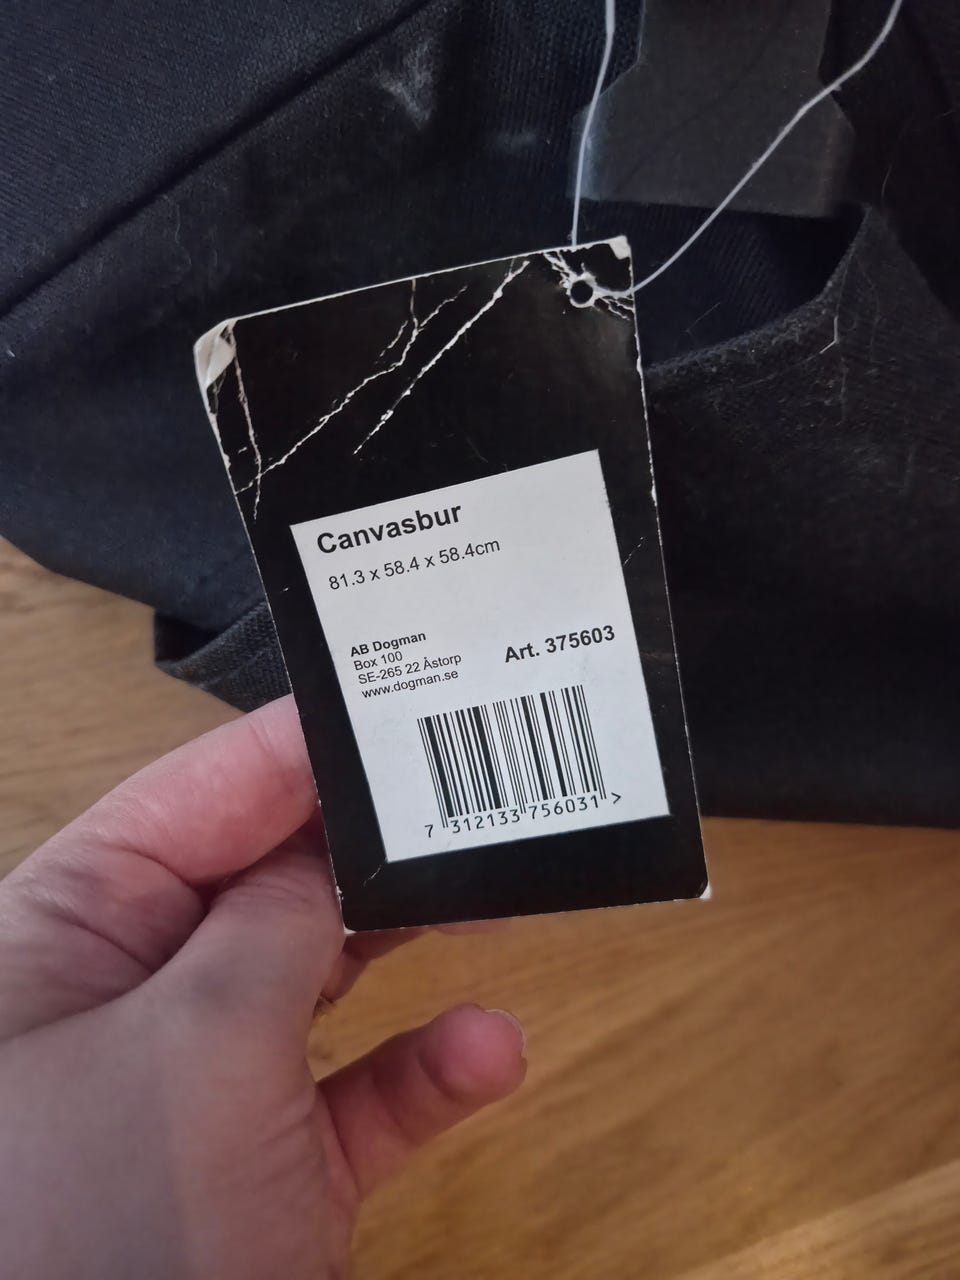 Canvasbur
81.3 x 58.4 x 58.4cm
AB Dogman
Box 100
SE-265 22 Åstorp
www.dogman.se
Art. 375603
7 312133 756031 >